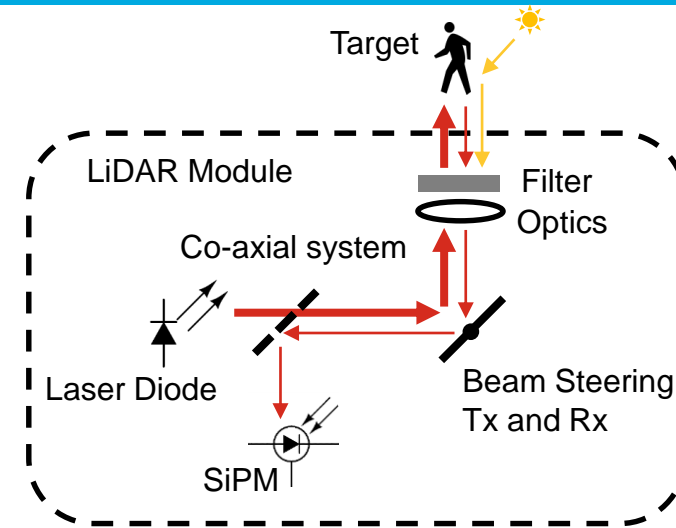 Target
LiDAR Module
Filter
Optics
Co-axial system
Laser Diode
Beam Steering
Tx and Rx
SiPM